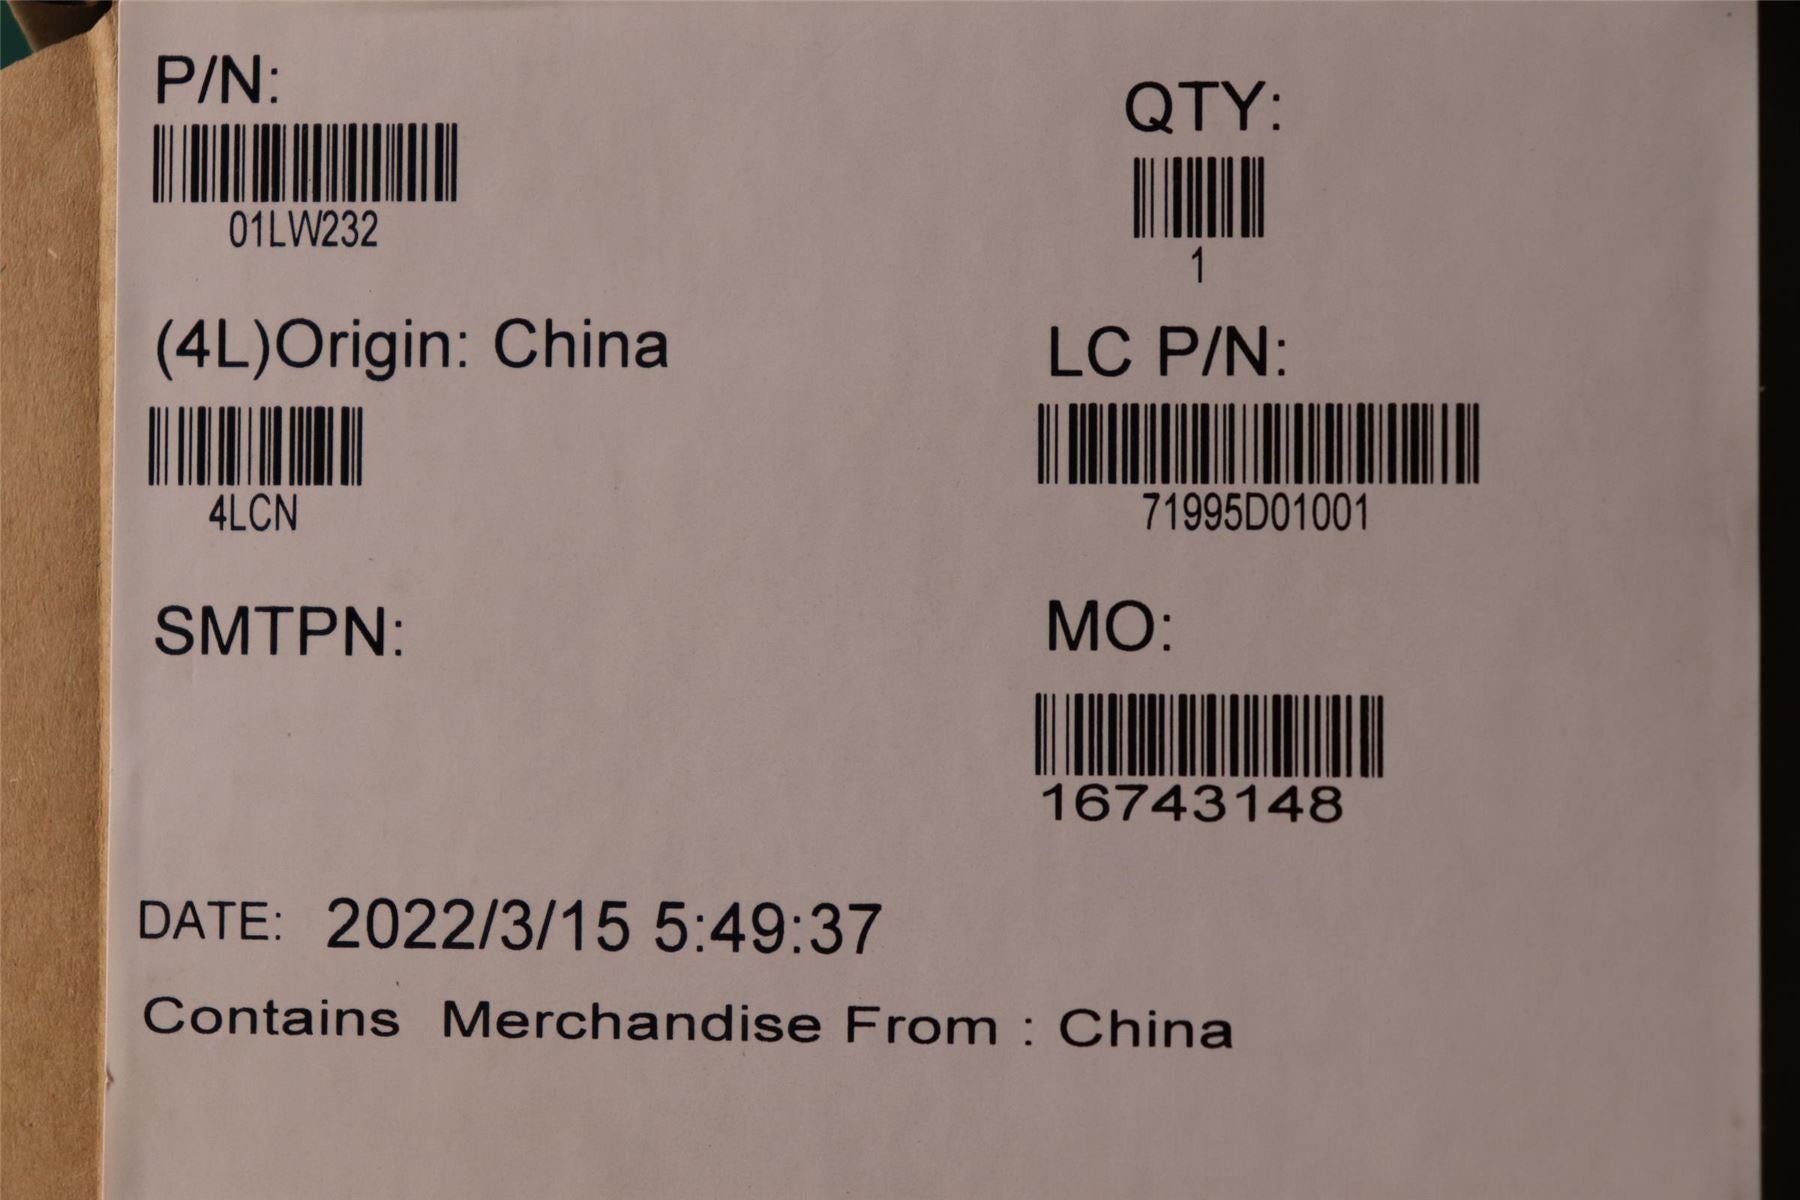 P/N:
01LW232
QTY:
1
(4L)Origin: China
4LCN
LC P/N:
71995D01001
SMTPN:
MO:
16743148
DATE: 2022/3/15 5:49:37
Contains Merchandise From : China